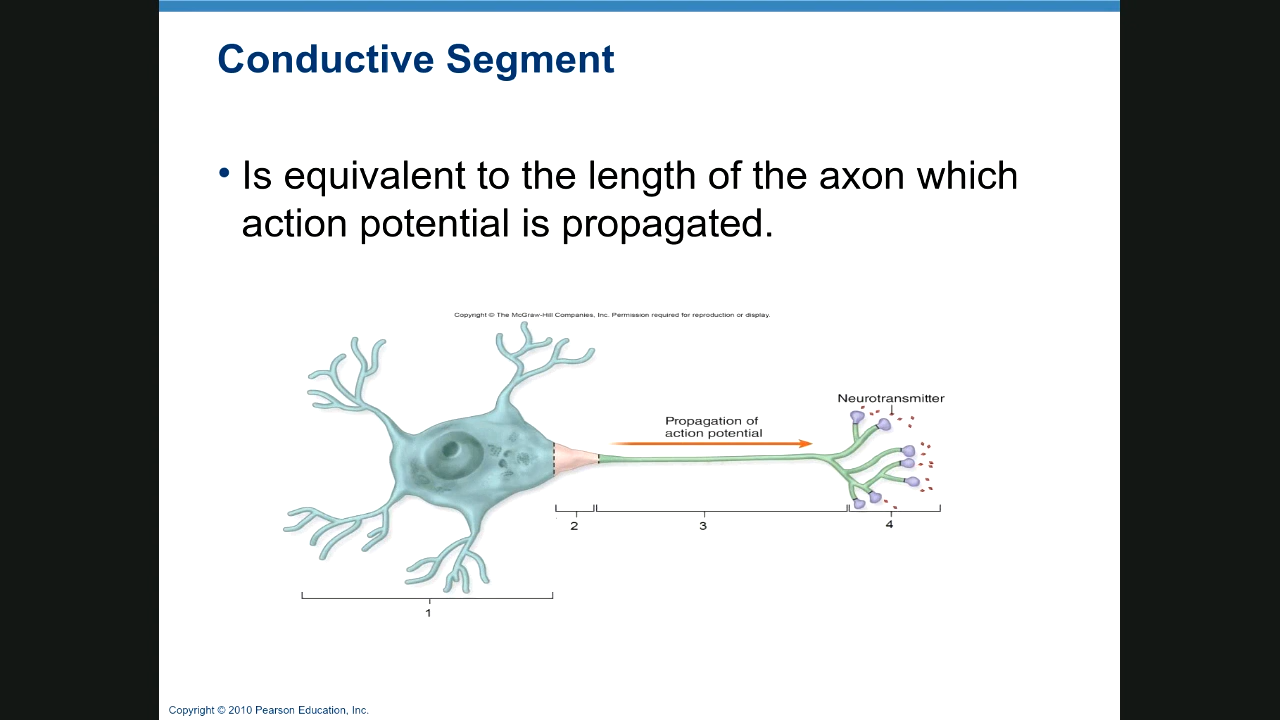 Conductive Segment
• Is equivalent to the length of the axon which
action potential is propagated.
Copyright © The McGraw-Hill Companies, Inc. Permission required for reproduction or display.
Neurotransmitter
Propagation of
action potential
2
3
4
1
Copyright © 2010 Pearson Education, Inc.